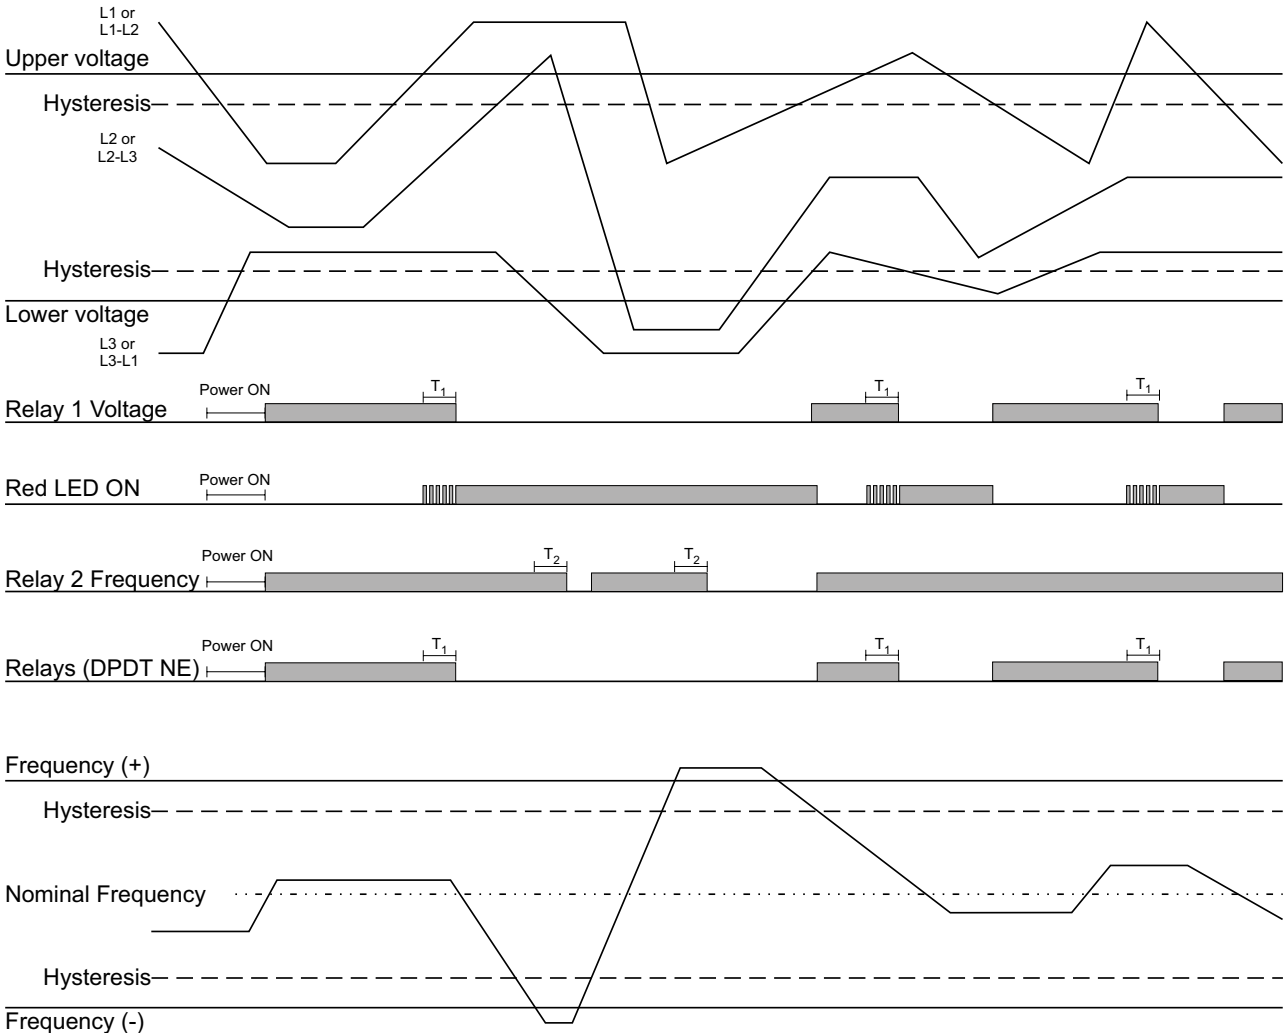 L1 or
L1-L2
Upper voltage
Hysteresis
L2 or
L2-L3
Hysteresis
Lower voltage
L3 or
L3-L1
Power ON
T1
T1
T1
Relay 1 Voltage
Power ON
Red LED ON
Power ON
T2
T2
Relay 2 Frequency
Power ON
T1
T1
T1
Relays (DPDT NE)
Frequency (+)
Hysteresis
Nominal Frequency
Hysteresis
Frequency (-)